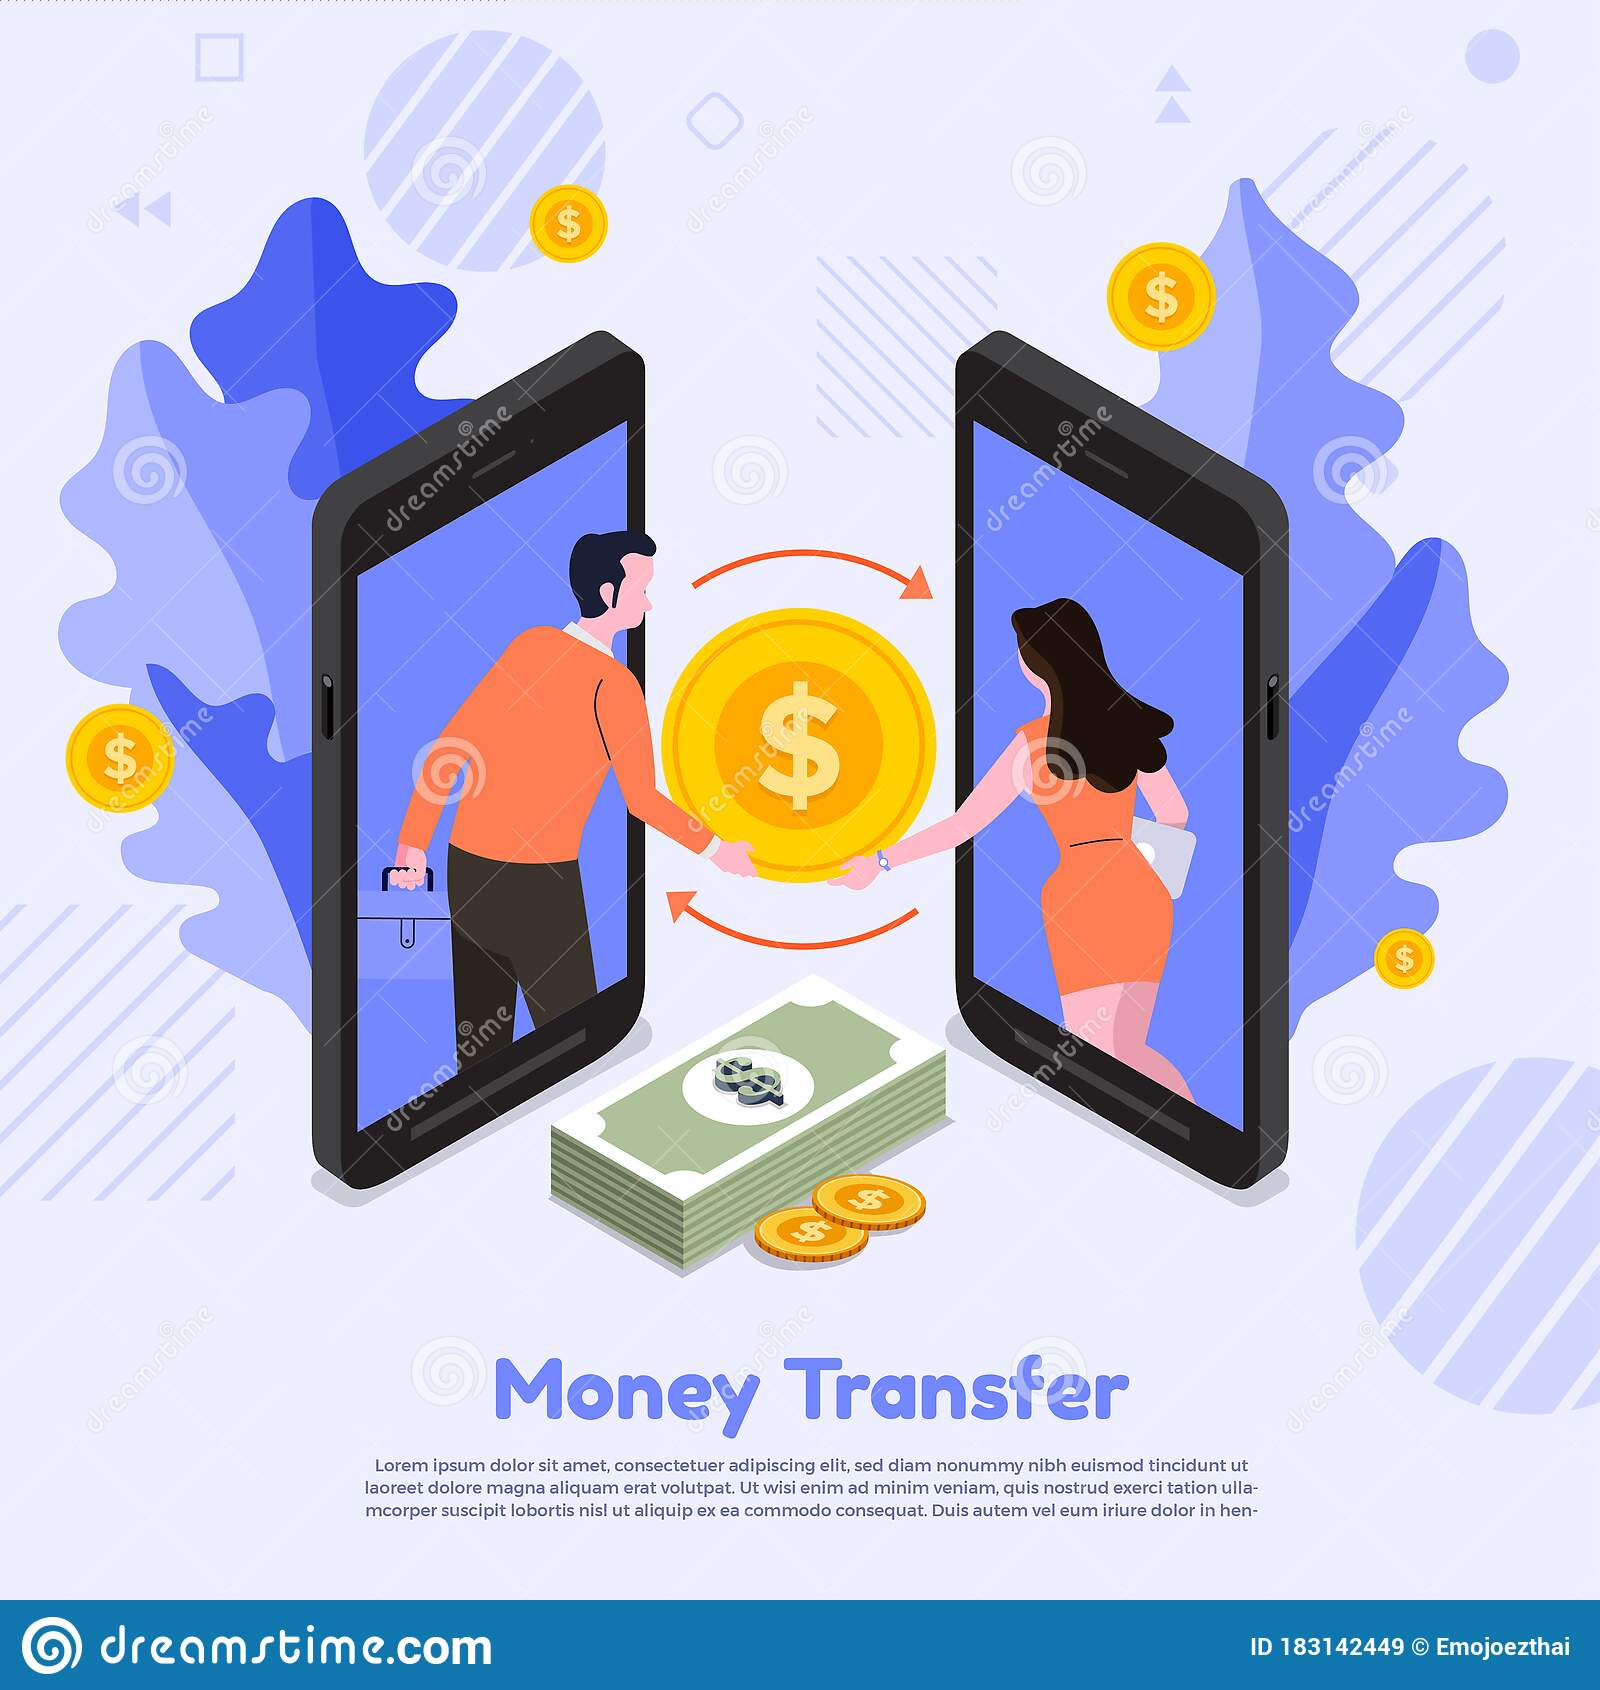 $
$
$
$
$
$
$
$
Money Transfer
Lorem ipsum dolor sit amet, consectetuer adipiscing elit, sed diam nonummy nibh euismod tincidunt ut
laoreet dolore magna aliquam erat volutpat. Ut wisi enim ad minim veniam, quis nostrud exerci tation ulla-
mcorper suscipit lobortis nisl ut aliquip ex ea commodo consequat. Duis autem vel eum iriure dolor in hen-
dreamstime.com
ID 183142449 © Emojoezthai